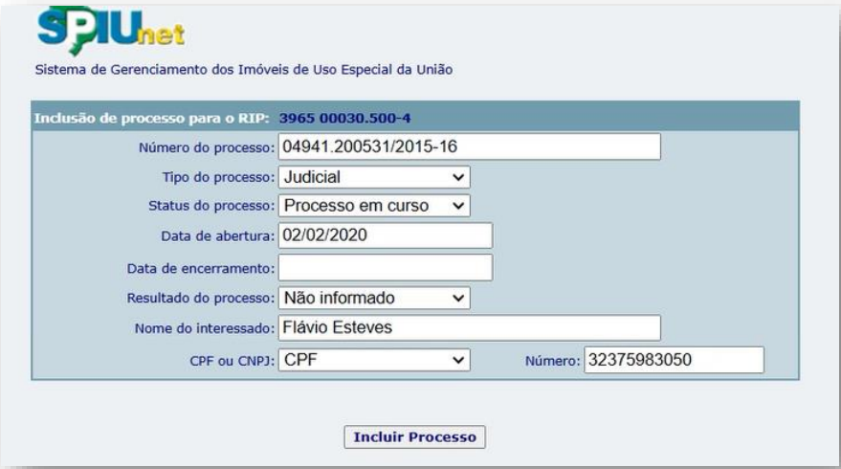 SPIUnet
Sistema de Gerenciamento dos Imóveis de Uso Especial da União
Inclusão de processo para o RIP: 3965 00030.500-4
Número do processo: 04941.200531/2015-16
Tipo do processo: Judicial
Status do processo: Processo em curso
Data de abertura: 02/02/2020
Data de encerramento:
Resultado do processo: Não informado
Nome do interessado: Flávio Esteves
CPF ou CNPJ: CPF Número: 32375983050
Incluir Processo